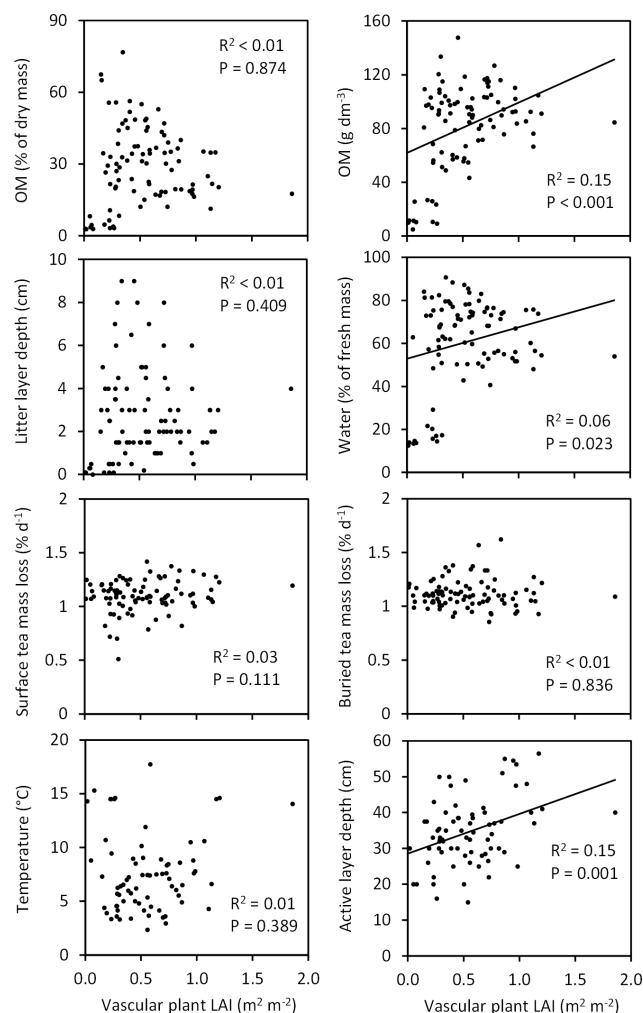 OM (% of dry mass)
90
60
30
0
R² < 0.01
P = 0.874
OM (g dm⁻³)
160
120
80
40
0
R² = 0.15
P < 0.001
Litter layer depth (cm)
10
8
6
4
2
0
R² < 0.01
P = 0.409
Water (% of fresh mass)
100
80
60
40
20
0
R² = 0.06
P = 0.023
Surface tea mass loss (% d⁻¹)
2
1.5
1
0.5
0
R² = 0.03
P = 0.111
Buried tea mass loss (% d⁻¹)
2
1.5
1
0.5
0
R² < 0.01
P = 0.836
Temperature (°C)
20
15
10
5
0
R² = 0.01
P = 0.389
0.0 0.5 1.0 1.5 2.0
Vascular plant LAI (m² m⁻²)
Active layer depth (cm)
60
50
40
30
20
10
0
R² = 0.15
P = 0.001
0.0 0.5 1.0 1.5 2.0
Vascular plant LAI (m² m⁻²)